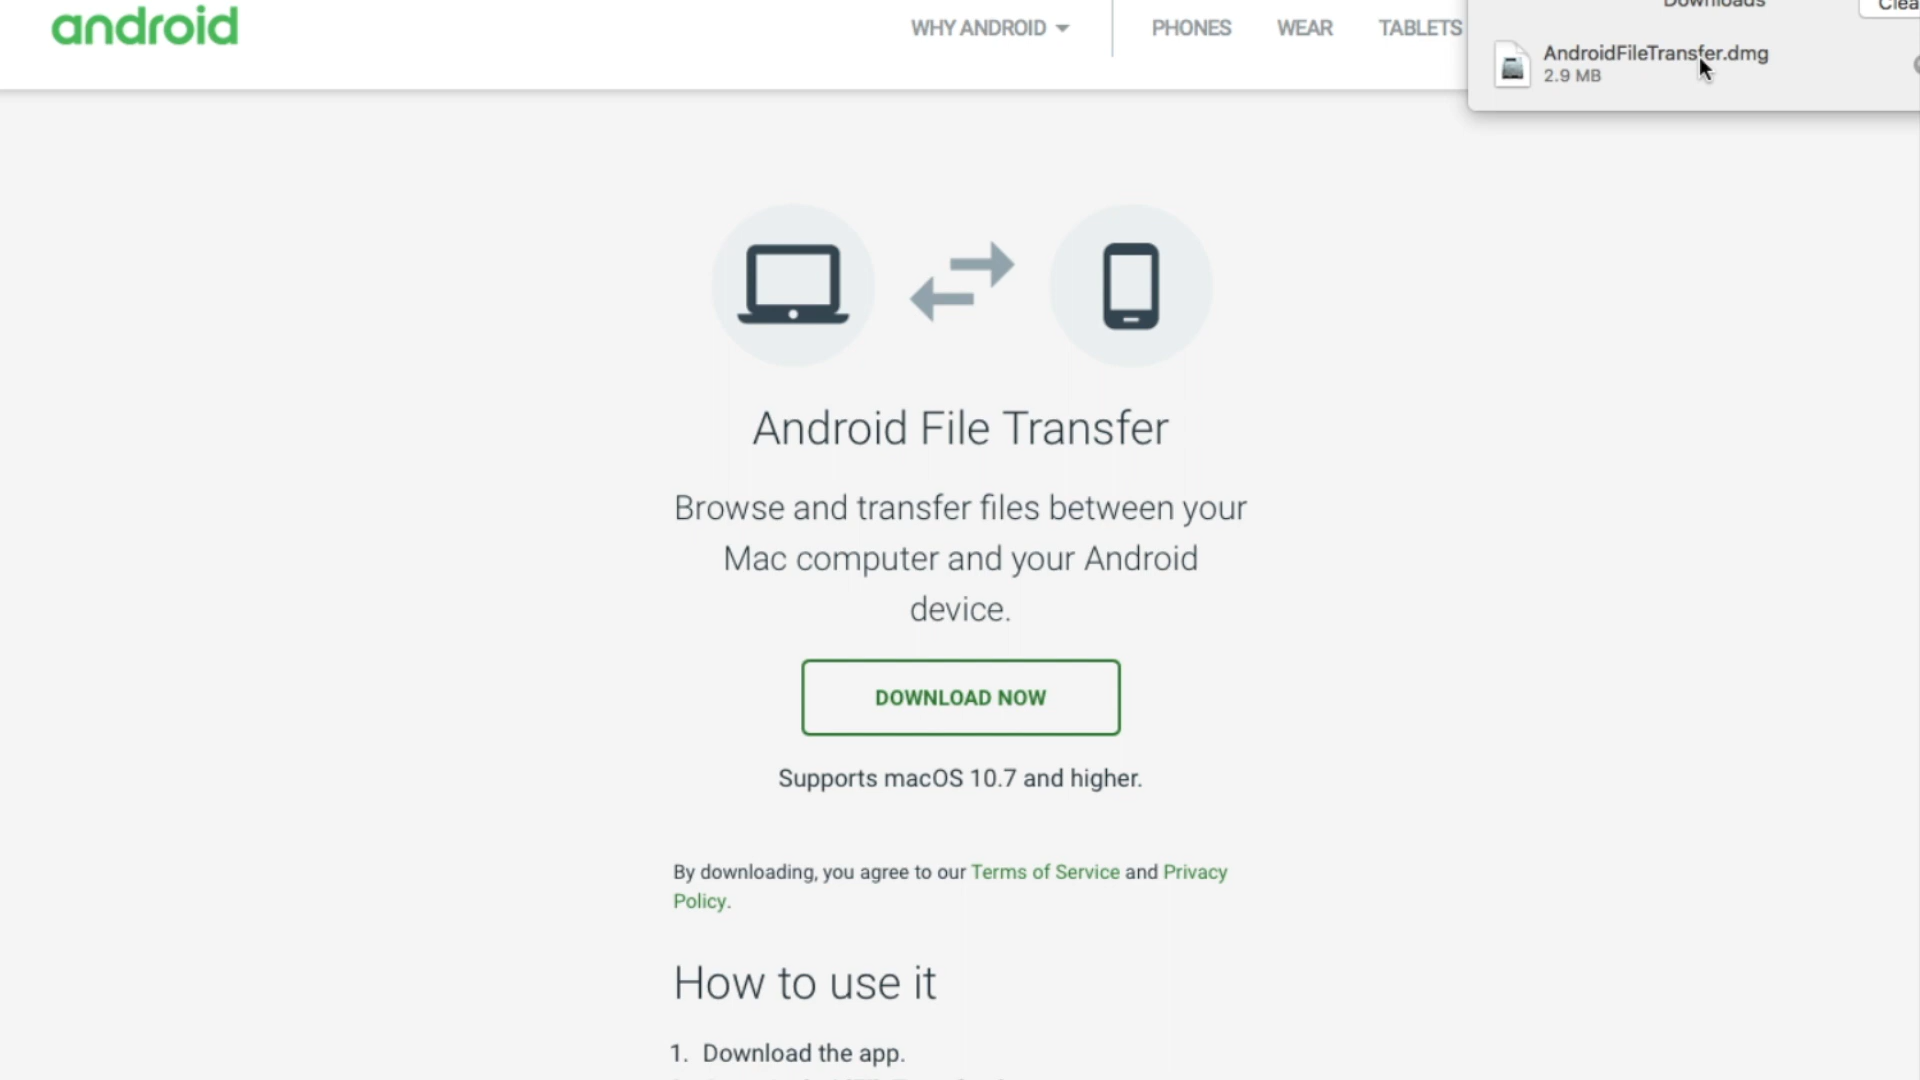 android
WHY ANDROID
PHONES
WEAR
TABLETS
Downloads
Clea
AndroidFileTransfer.dmg
2.9 MB
Android File Transfer
Browse and transfer files between your
Mac computer and your Android
device.
DOWNLOAD NOW
Supports macOS 10.7 and higher.
By downloading, you agree to our Terms of Service and Privacy
Policy.
How to use it
1. Download the app.